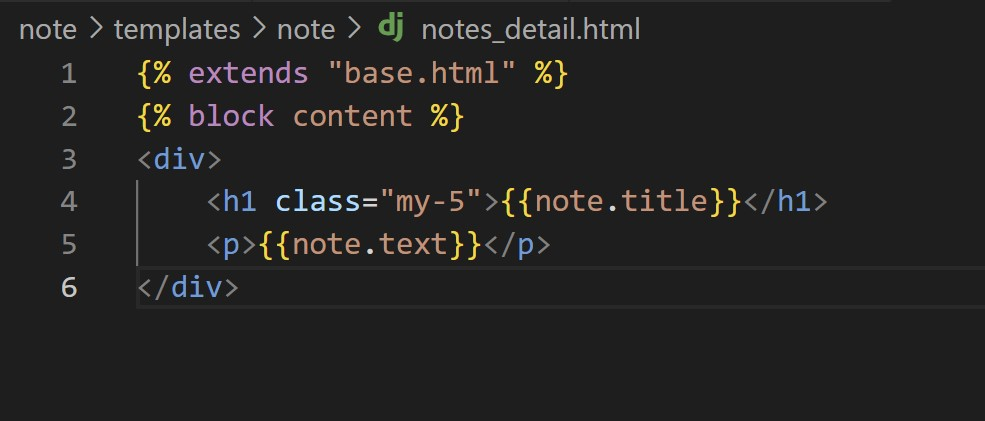 note > templates > note > dj notes_detail.html
1 {% extends "base.html" %}
2 {% block content %}
3 <div>
4     <h1 class="my-5">{{note.title}}</h1>
5     <p>{{note.text}}</p>
6 </div>